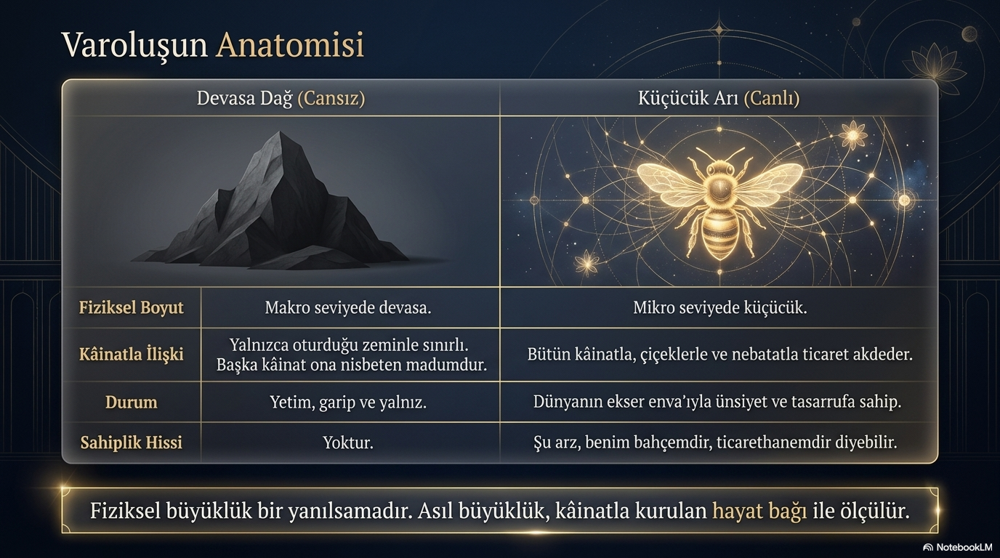 Varoluşun Anatomisi
Devasa Dağ (Cansız)
Küçücük Arı (Canlı)
Fiziksel Boyut
Makro seviyede devasa.
Mikro seviyede küçücük.
Kâinatla İlişki
Yalnızca oturduğu zeminle sınırlı.
Başka kâinat ona nisbeten madumdur.
Bütün kâinatla, çiçeklerle ve nebatatla ticaret akdeder.
Durum
Yetim, garip ve yalnız.
Dünyanın ekser enva’ıyla ünsiyet ve tasarrufa sahip.
Sahiplik Hissi
Yoktur.
Şu arz, benim bahçemdir, ticarethanemdir diyebilir.
Fiziksel büyüklük bir yanılsamadır. Asıl büyüklük, kâinatla kurulan hayat bağı ile ölçülür.
NotebookLM